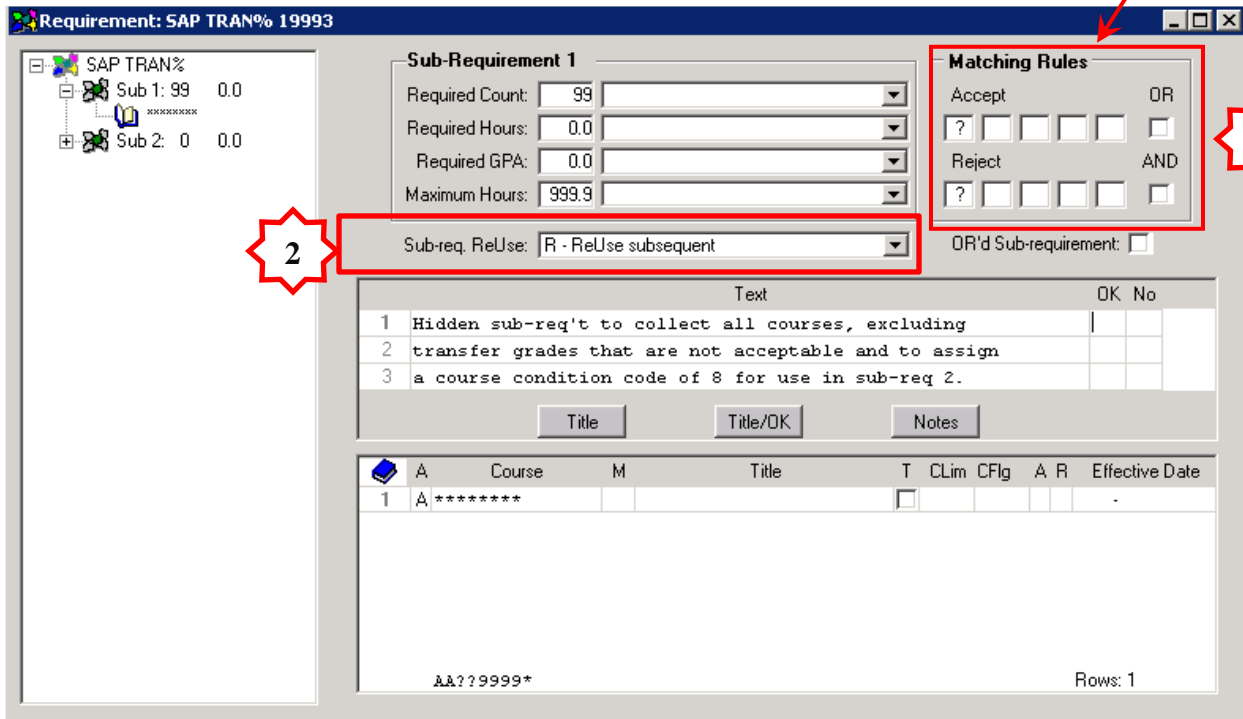 Requirement: SAP TRAN% 19993
SAP TRAN%
Sub 1: 99 0.0
********
Sub 2: 0 0.0
Sub-Requirement 1
Required Count: 99
Required Hours: 0.0
Required GPA: 0.0
Maximum Hours: 999.9
Matching Rules
Accept OR
?
Reject AND
?
2
Sub-req. ReUse: R - ReUse subsequent
OR'd Sub-requirement:
Text OK No
1 Hidden sub-req't to collect all courses, excluding
2 transfer grades that are not acceptable and to assign
3 a course condition code of 8 for use in sub-req 2.
Title Title/OK Notes
A Course M Title T CLim CFlg A R Effective Date
1 A ******** -
AA??9999* Rows: 1